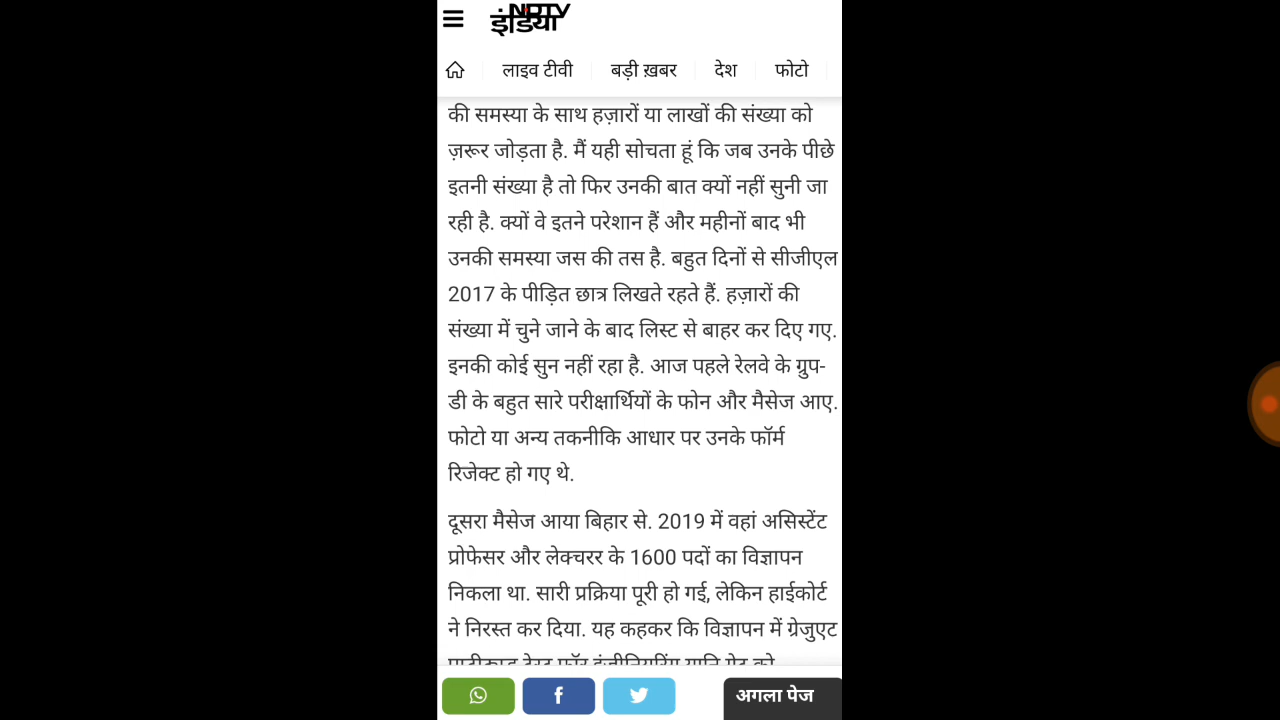 NDTV
इंडिया
लाइव टीवी बड़ी ख़बर देश फोटो
की समस्या के साथ हज़ारों या लाखों की संख्या को
ज़रूर जोड़ता है. मैं यही सोचता हूं कि जब उनके पीछे
इतनी संख्या है तो फिर उनकी बात क्यों नहीं सुनी जा
रही है. क्यों वे इतने परेशान हैं और महीनों बाद भी
उनकी समस्या जस की तस है. बहुत दिनों से सीजीएल
2017 के पीड़ित छात्र लिखते रहते हैं. हज़ारों की
संख्या में चुने जाने के बाद लिस्ट से बाहर कर दिए गए.
इनकी कोई सुन नहीं रहा है. आज पहले रेलवे के ग्रुप-
डी के बहुत सारे परीक्षार्थियों के फोन और मैसेज आए.
फोटो या अन्य तकनीकि आधार पर उनके फॉर्म
रिजेक्ट हो गए थे.
दूसरा मैसेज आया बिहार से. 2019 में वहां असिस्टेंट
प्रोफेसर और लेक्चरर के 1600 पदों का विज्ञापन
निकला था. सारी प्रक्रिया पूरी हो गई, लेकिन हाईकोर्ट
ने निरस्त कर दिया. यह कहकर कि विज्ञापन में ग्रेजुएट
अगला पेज